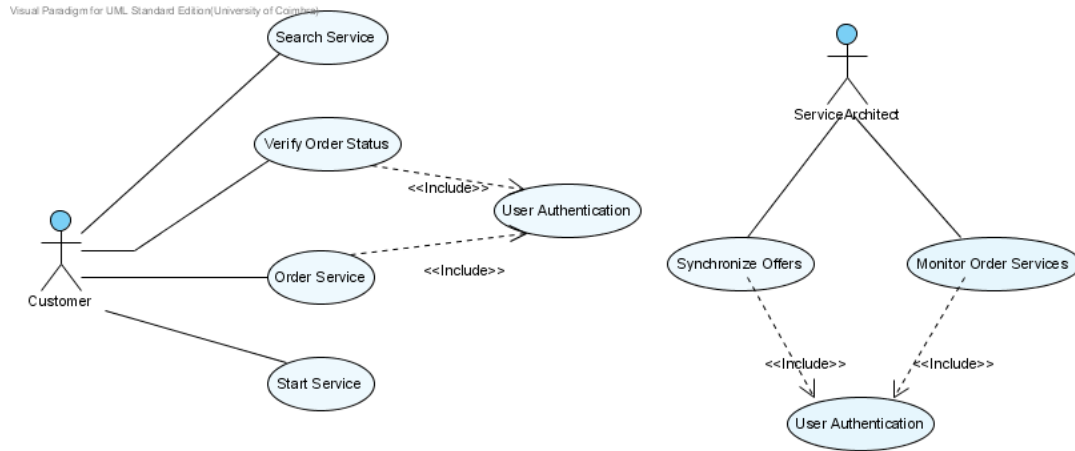 Visual Paradigm for UML Standard Edition(University of Coimbra)
Search Service
Verify Order Status
<<Include>>
User Authentication
Order Service
<<Include>>
Customer
Start Service
ServiceArchitect
Synchronize Offers
Monitor Order Services
<<Include>>
<<Include>>
User Authentication